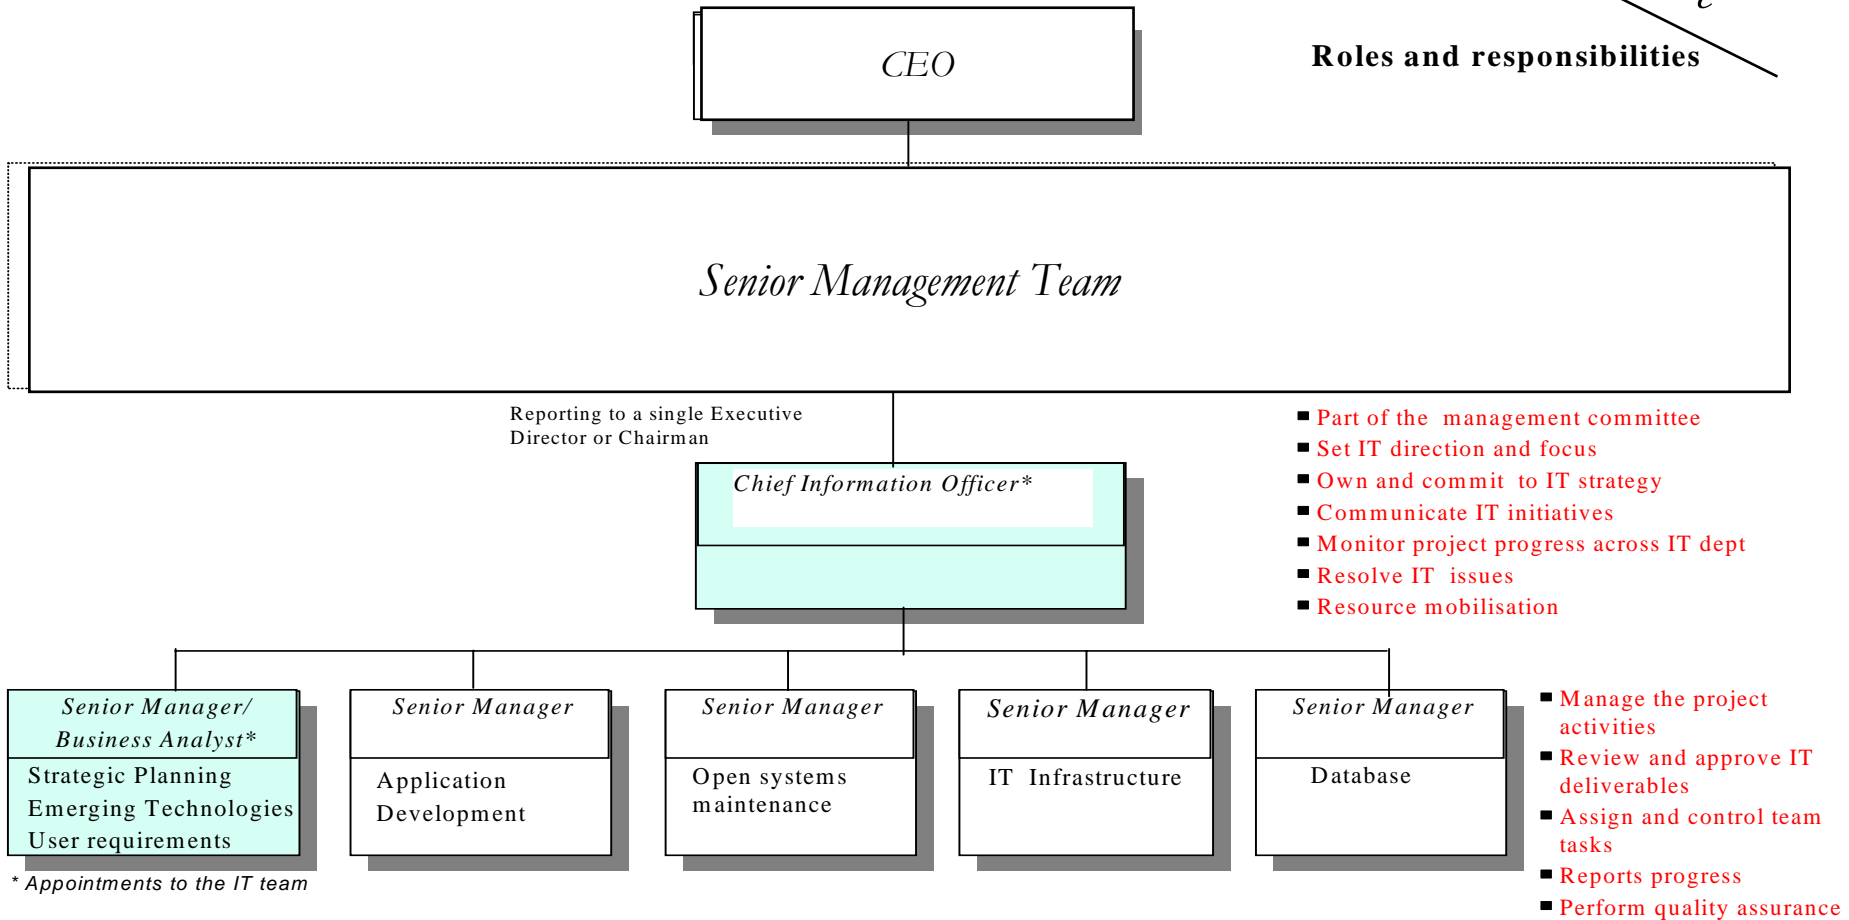 c
CEO
Roles and responsibilities
Senior Management Team
Reporting to a single Executive
Director or Chairman
Chief Information Officer*
Part of the management committee
Set IT direction and focus
Own and commit to IT strategy
Communicate IT initiatives
Monitor project progress across IT dept
Resolve IT issues
Resource mobilisation
Senior Manager/
Business Analyst*
Strategic Planning
Emerging Technologies
User requirements
Senior Manager
Application
Development
Senior Manager
Open systems
maintenance
Senior Manager
IT Infrastructure
Senior Manager
Database
Manage the project
activities
Review and approve IT
deliverables
Assign and control team
tasks
Reports progress
Perform quality assurance
* Appointments to the IT team